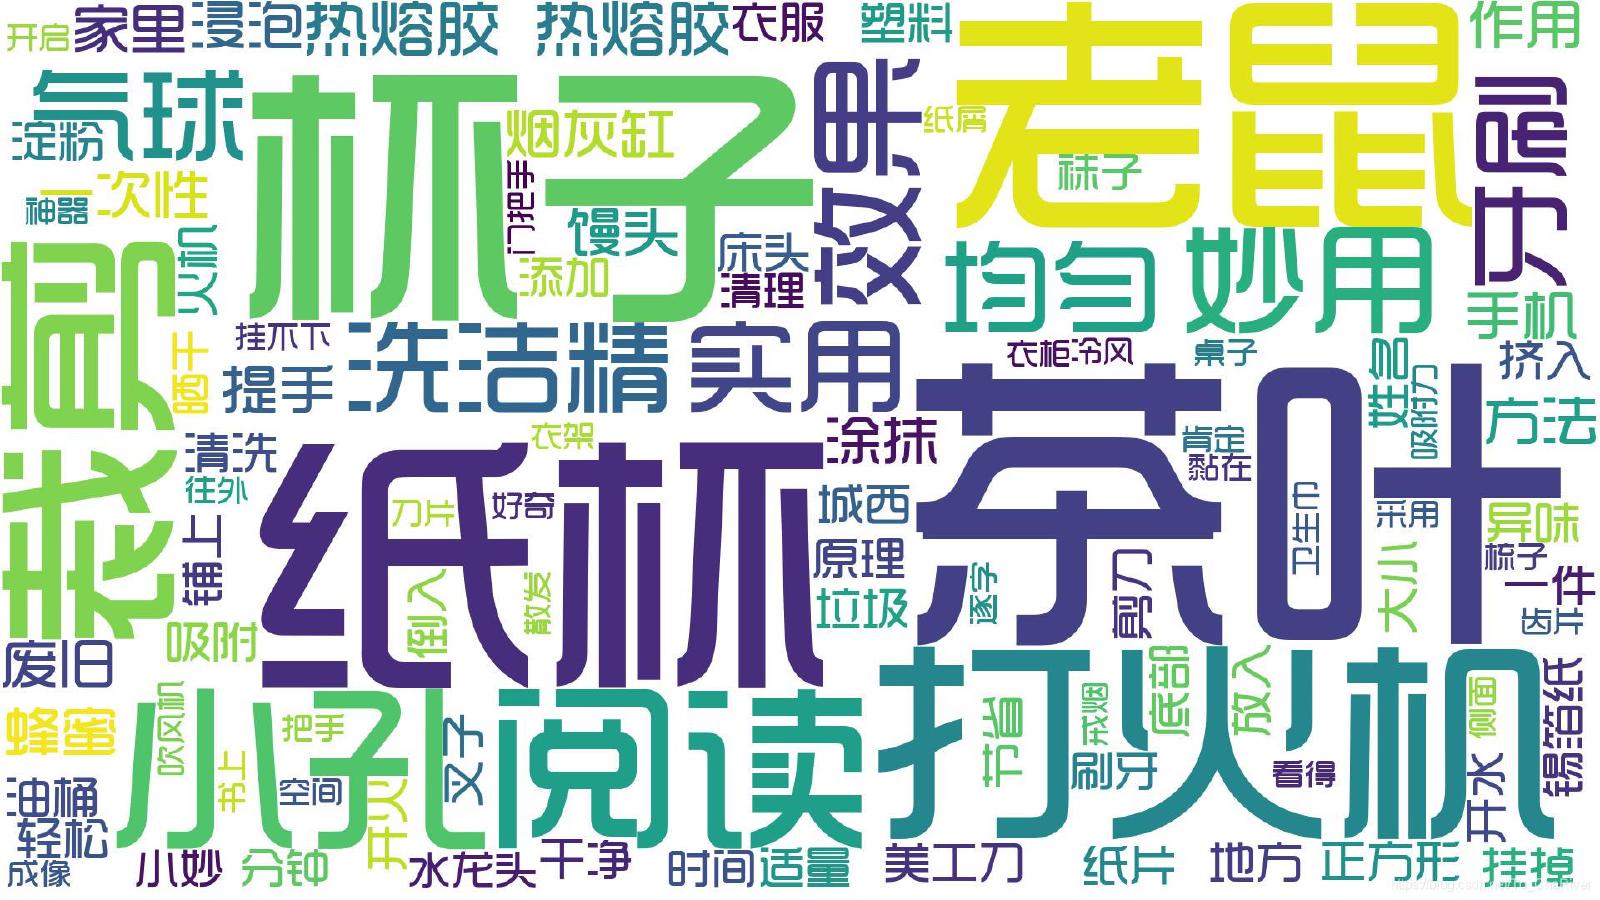 开启
家里
浸泡
热熔胶
热熔胶
衣服
塑料
老鼠
作用
气球
杯子
烟灰缸
效果
纸屑
牙刷
淀粉
袜子
一次性
神器
门把手
馒头
床头
火机
添加
清理
均匀
妙用
手机
裁剪
晒干
挂不下
提手
洗洁精
实用
衣柜
冷风
桌子
姓名
吸附力
挤入
方法
茶叶
清洗
衣架
涂抹
肯定
黏在
往外
纸杯
刀片
好奇
城西
卫生巾
采用
异味
铺上
原理
梳子
一件
倒入
散发
垃圾
逐字
剪刀
大小
齿片
吸附
废旧
打火机
底部
放入
侧面
锡箔纸
蜂蜜
吹风机
小孔
把手
叉子
阅读
节省
戒烟
刷牙
看得
开水
油桶
书上
空间
开火
轻松
成像
小妙
分钟
水龙头
干净
时间
适量
美工刀
纸片
地方
正方形
挂掉